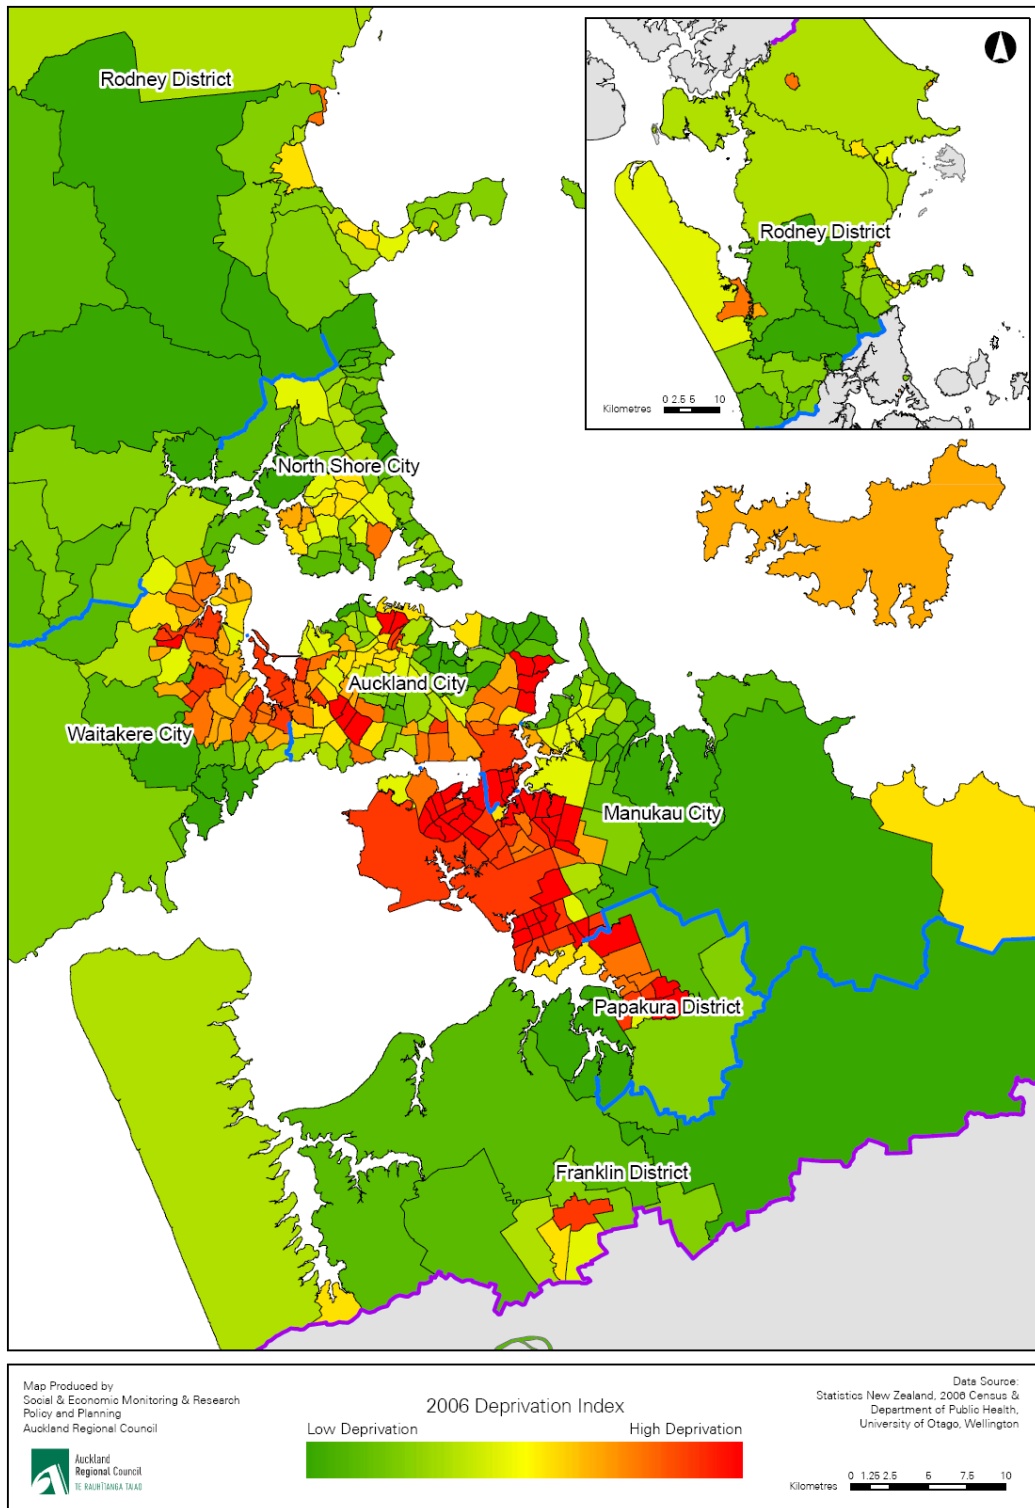 Rodney District
Rodney District
Kilometres 0 2.5 5 10
North Shore City
Auckland City
Waitakere City
Manukau City
Papakura District
Franklin District
Map Produced by
Social & Economic Monitoring & Research
Policy and Planning
Auckland Regional Council
Auckland
Regional Council
TE RAUHĪTANGA TAIAO
2006 Deprivation Index
Low Deprivation High Deprivation
Data Source:
Statistics New Zealand, 2006 Census &
Department of Public Health,
University of Otago, Wellington
Kilometres 0 1.25 2.5 5 7.5 10